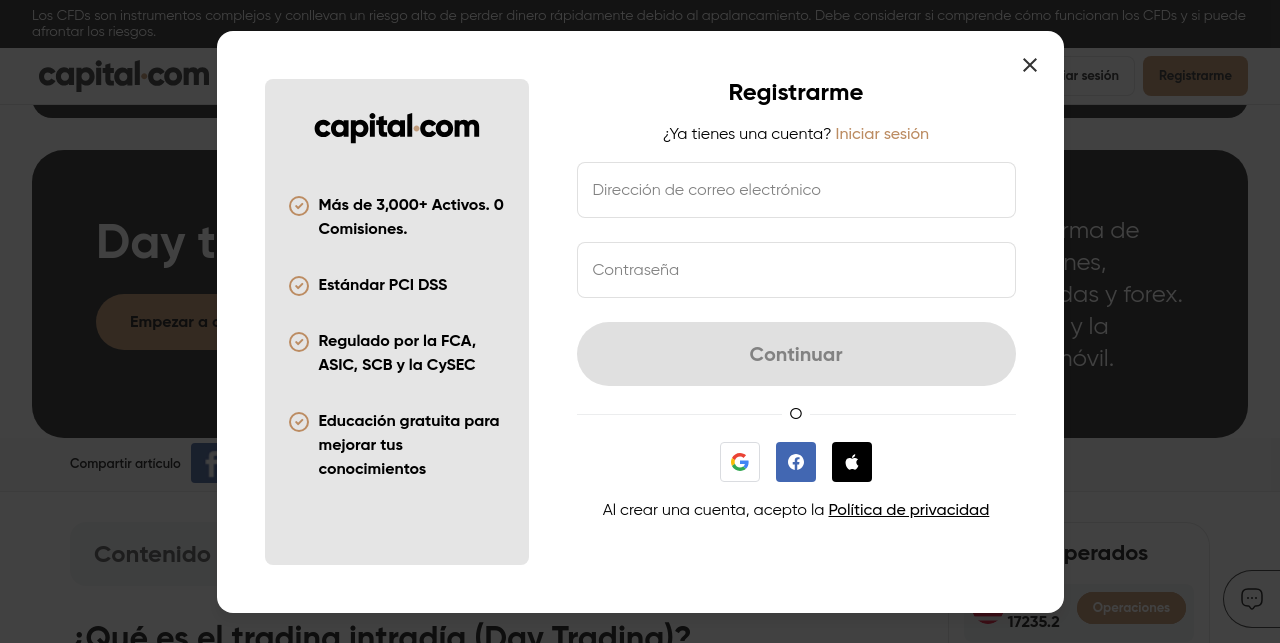 Los CFDs son instrumentos complejos y conllevan un riesgo alto de perder dinero rápidamente debido al apalancamiento. Debe considerar si comprende cómo funcionan los CFDs y si puede
afrontar los riesgos.
capital.com
sesión
Registrarme
capital.com
Más de 3,000+ Activos. 0
Comisiones.
Estándar PCI DSS
Regulado por la FCA,
ASIC, SCB y la CySEC
Educación gratuita para
mejorar tus
conocimientos
Registrarme
¿Ya tienes una cuenta? Iniciar sesión
Dirección de correo electrónico
Contraseña
Continuar
O
Al crear una cuenta, acepto la Política de privacidad
Day t
Empezar a
rma de
nes,
das y forex.
y la
móvil.
Compartir artículo
Contenido
perados
Operaciones
17235.2
¿Qué es el trading intradía (Day Trading)?